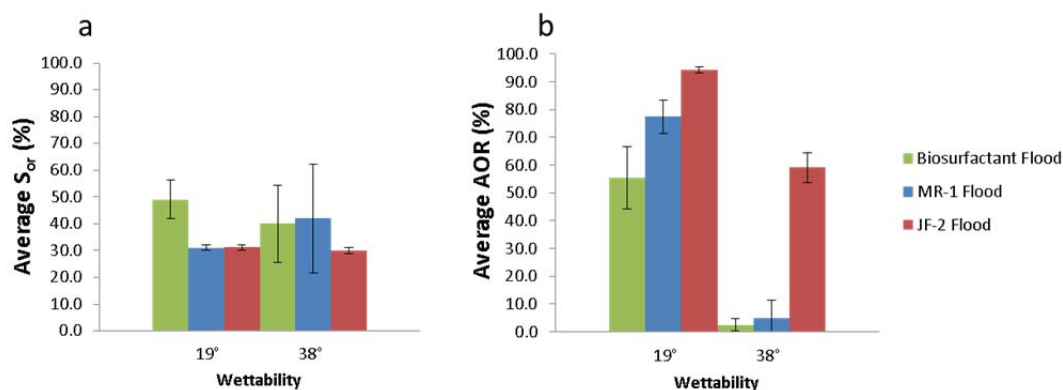 a
100.0
90.0
80.0
70.0
60.0
50.0
40.0
30.0
20.0
10.0
0.0
Average Sor (%)
19° 38°
Wettability
b
100.0
90.0
80.0
70.0
60.0
50.0
40.0
30.0
20.0
10.0
0.0
Average AOR (%)
19° 38°
Wettability
Biosurfactant Flood
MR-1 Flood
JF-2 Flood